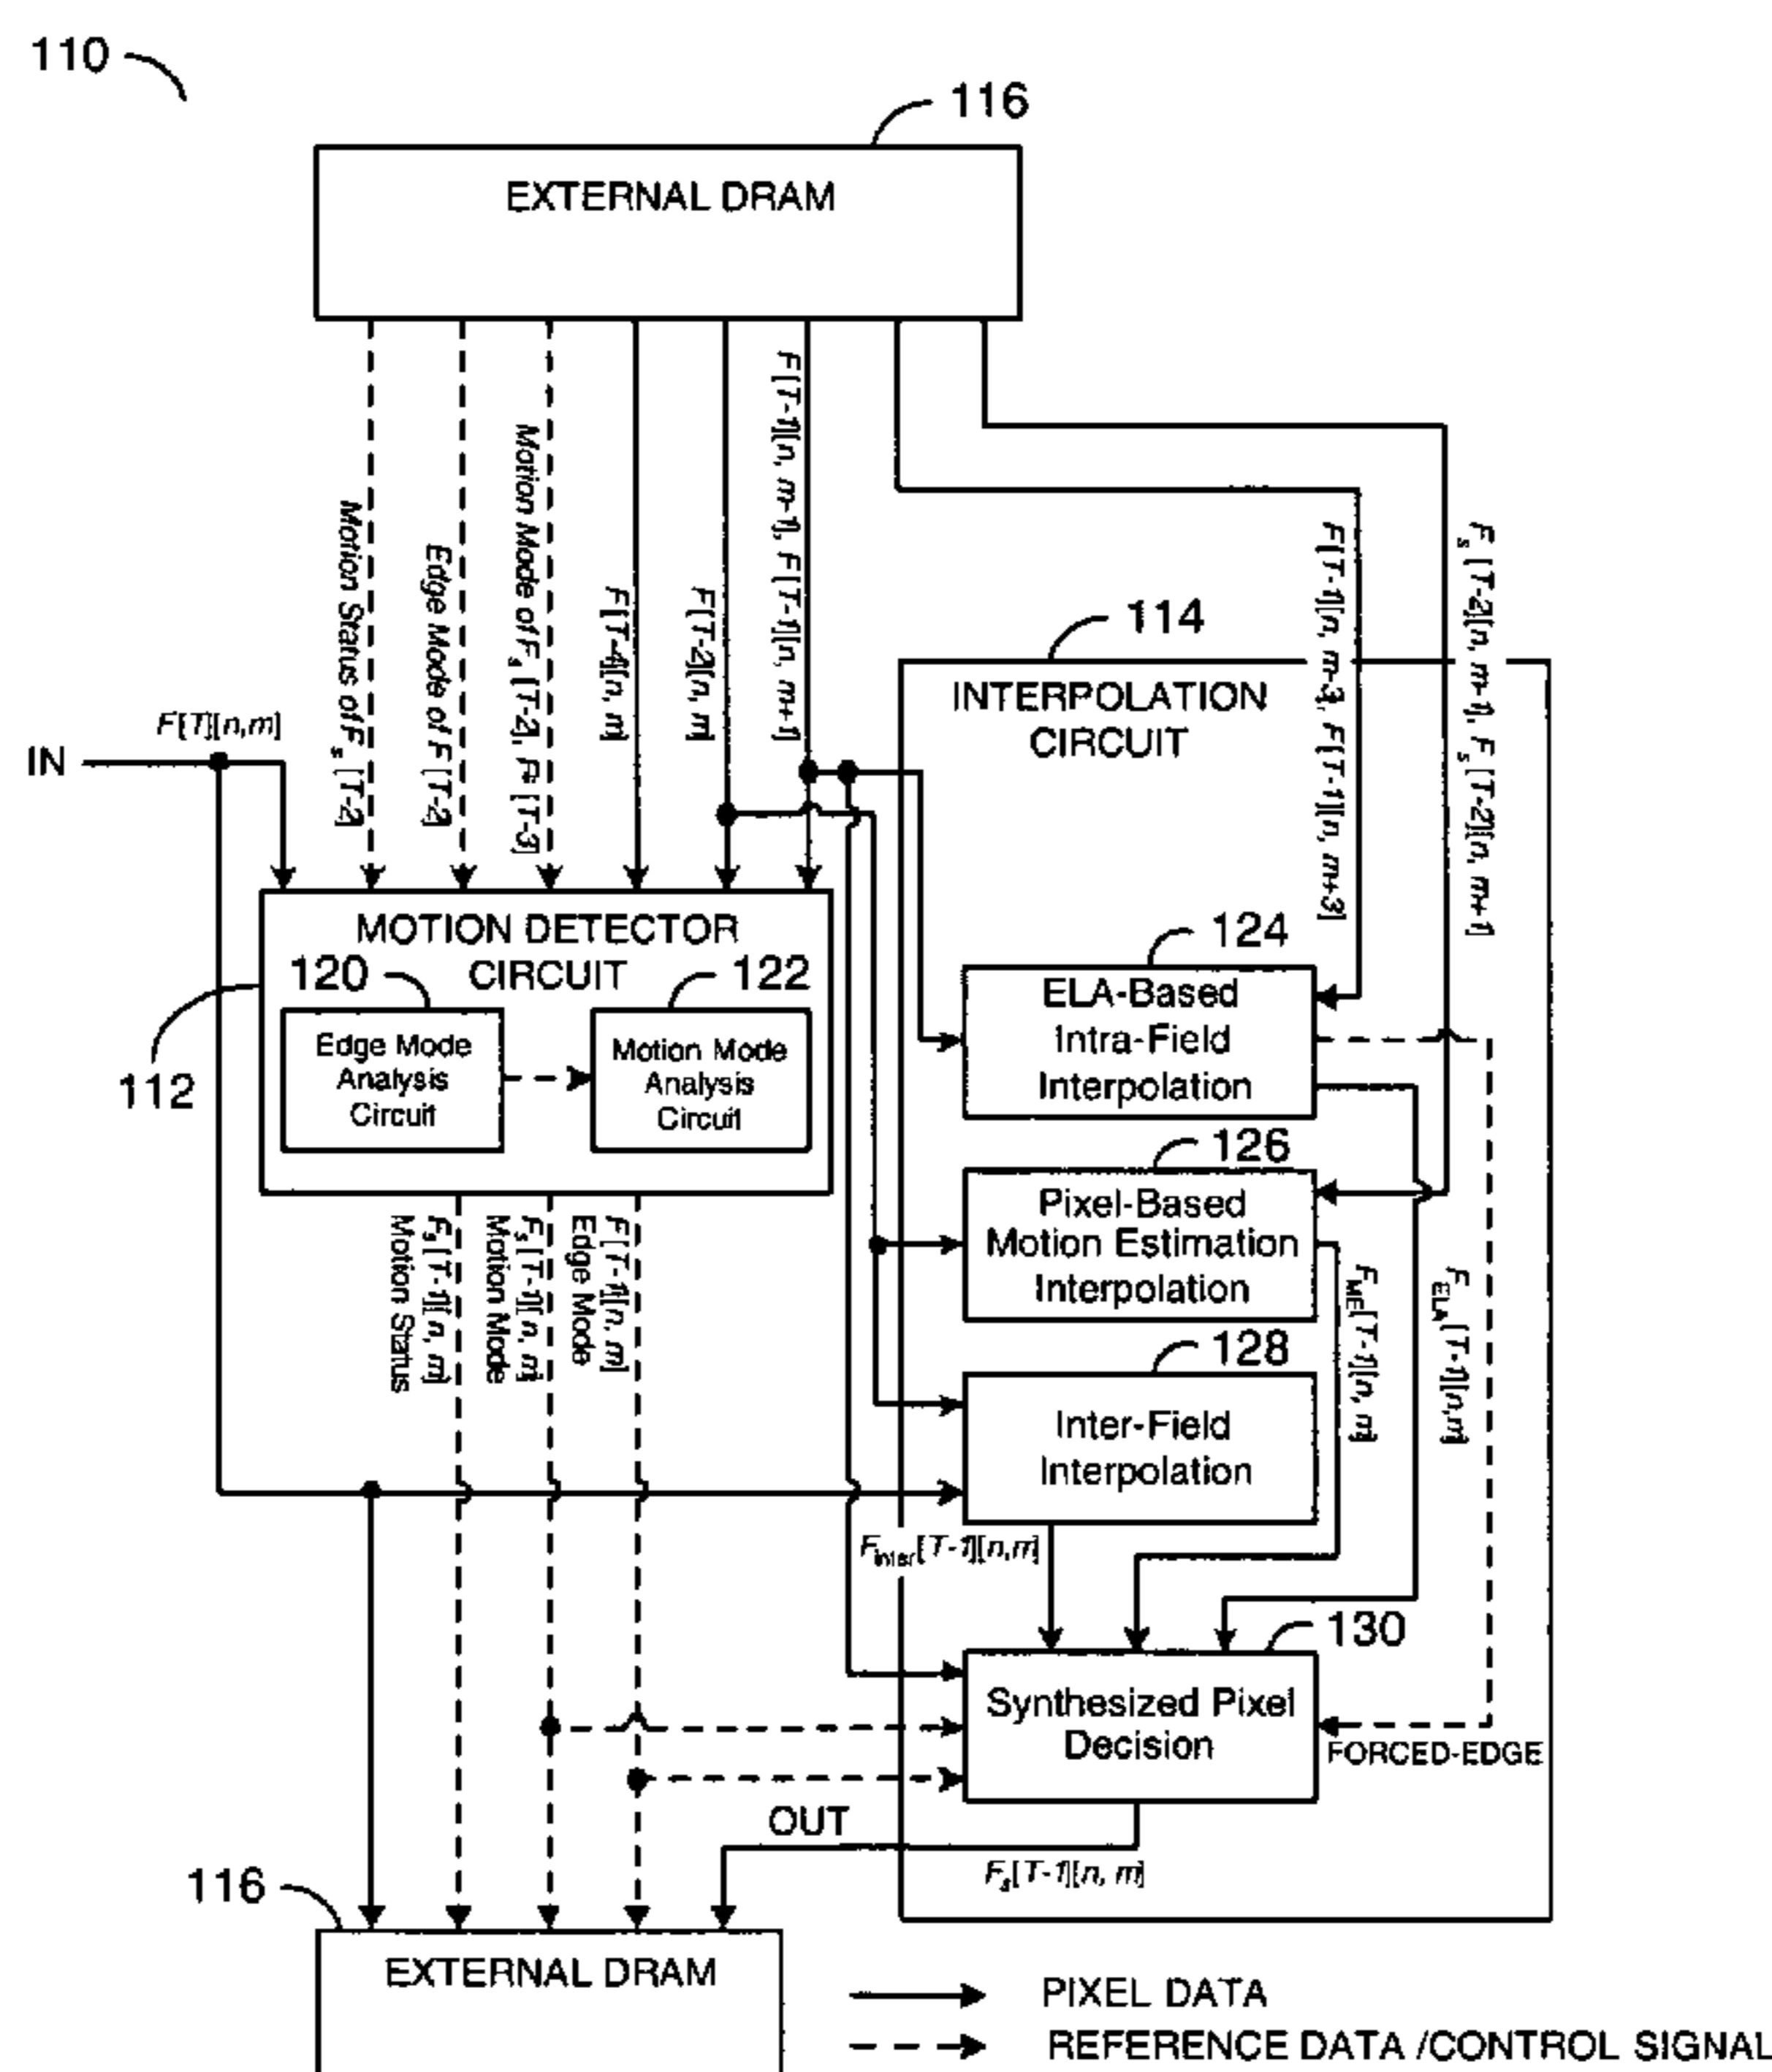 110
116
EXTERNAL DRAM
Motion Status of Fs [T-2]
Edge Mode of F [T-2]
Motion Mode of Fs [T-2], Fs [T-3]
F[T-4][n, m]
F[T-2][n, m]
F[T-1][n, m-1], F[T-1][n, m+1]
F[T-1][n, m-3, F[T-1][n, m+3]
Fs [T-2][n, m-1], Fs [T-2][n, m+1]
114
INTERPOLATION
CIRCUIT
F[T][n,m]
IN
MOTION DETECTOR
CIRCUIT
120
122
112
Edge Mode
Analysis
Circuit
Motion Mode
Analysis
Circuit
124
ELA-Based
Intra-Field
Interpolation
126
Pixel-Based
Motion Estimation
Interpolation
128
Inter-Field
Interpolation
Fs [T-1][n, m]
Motion Status
Fs [T-1][n, m]
Motion Mode
F[T-1][n, m]
Edge Mode
FME[T-1][n, m]
FELA[T-1][n,m]
Finter[T-1][n,m]
130
Synthesized Pixel
Decision
FORCED-EDGE
OUT
Fs[T-1][n, m]
116
EXTERNAL DRAM
PIXEL DATA
REFERENCE DATA /CONTROL SIGNAL